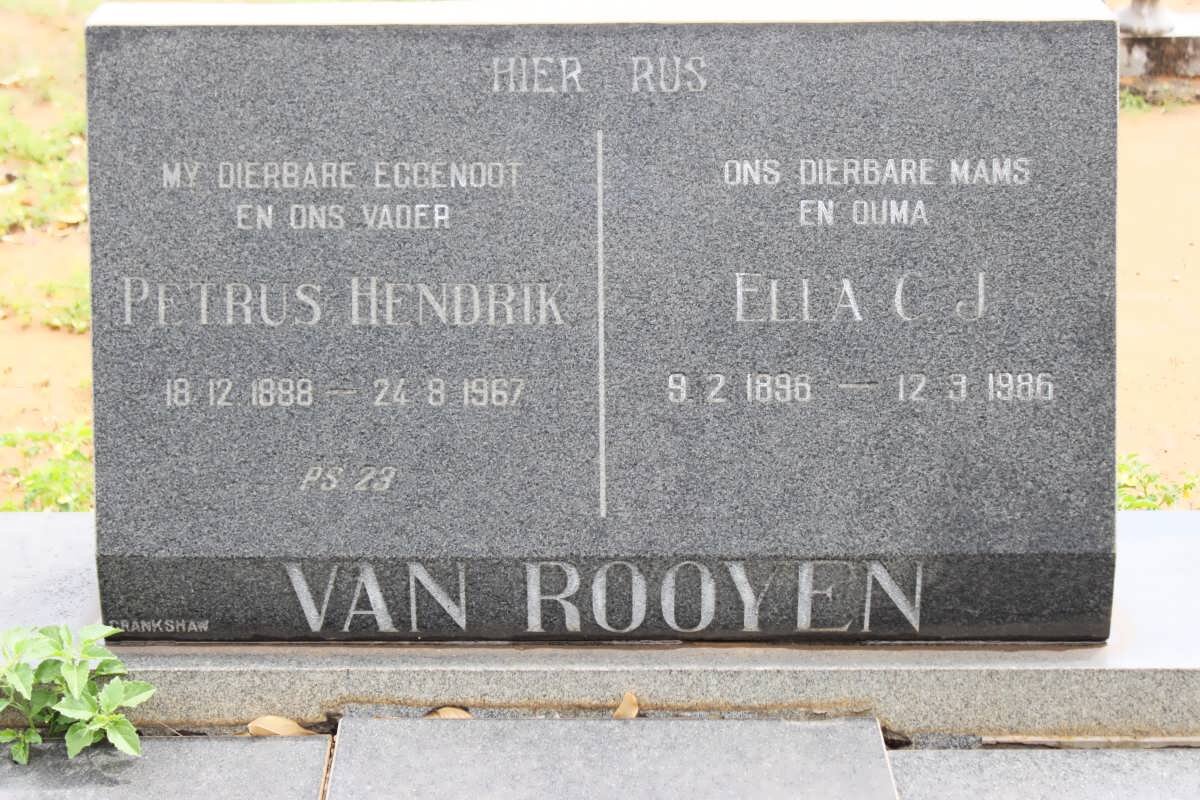 HIER RUS
MY DIERBARE EGGENOOT
EN ONS VADER
PETRUS HENDRIK
18 12 1888 — 24 8 1967
PS 23
ONS DIERBARE MAMS
EN OUMA
ELLA C J
9 2 1896 — 12 3 1986
VAN ROOYEN
CRANKSHAW